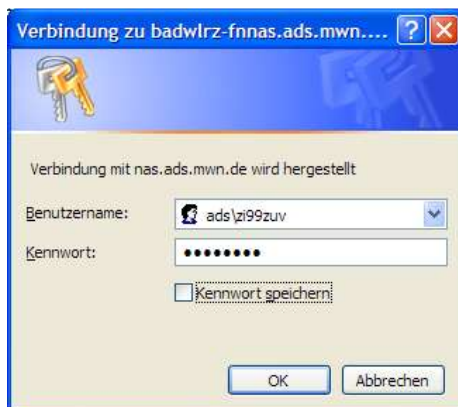 Verbindung zu badwlrz-fnnas.ads.mwn....
Verbindung mit nas.ads.mwn.de wird hergestellt
Benutzername:
ads\zi99zuv
Kennwort:
••••••••
Kennwort speichern
OK
Abbrechen